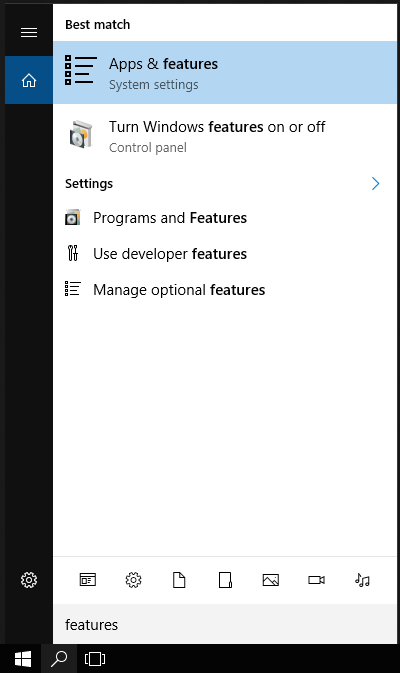 Best match
Apps & features
System settings
Turn Windows features on or off
Control panel
Settings
Programs and Features
Use developer features
Manage optional features
features